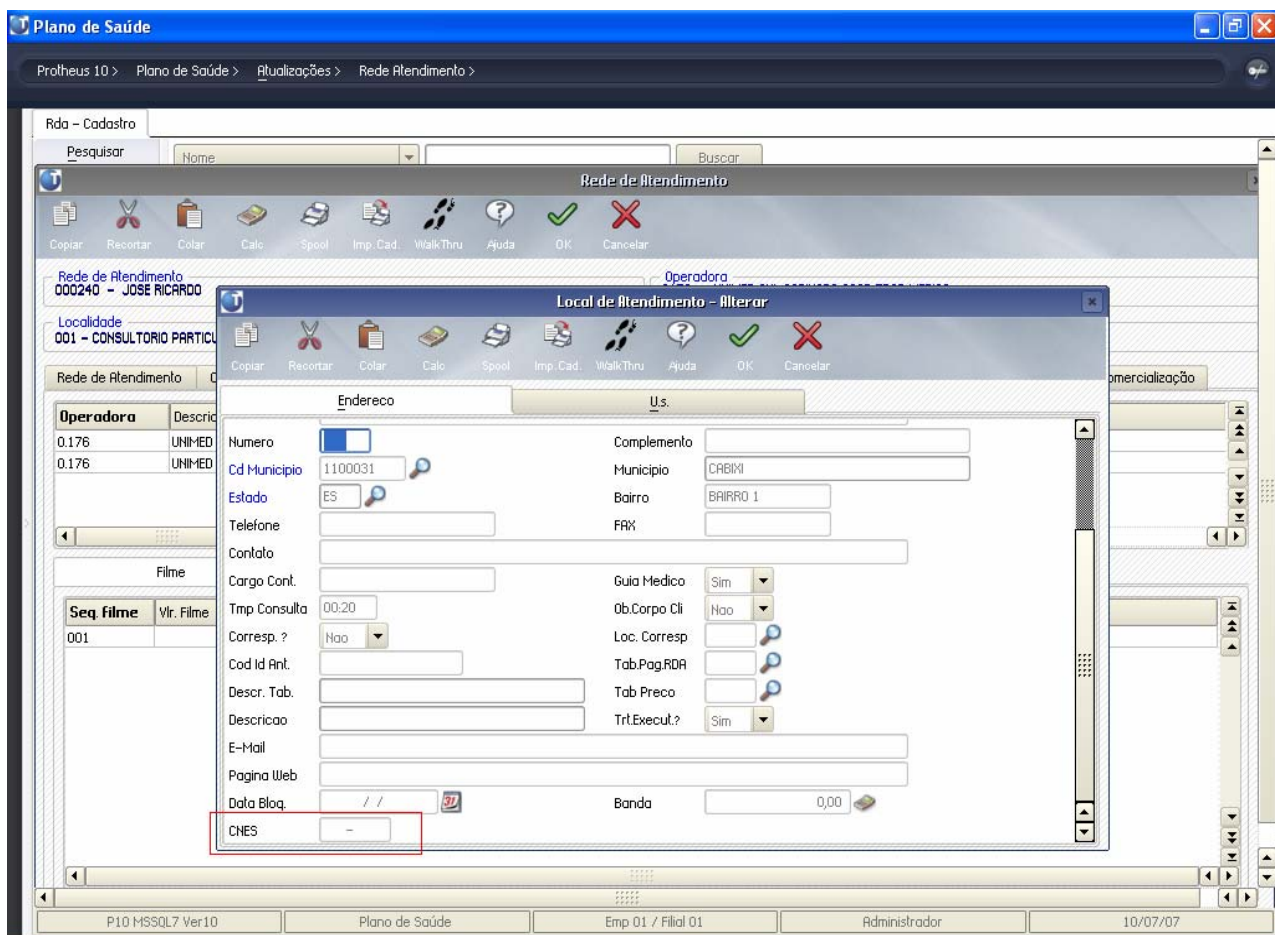 Plano de Saúde
Protheus 10 > Plano de Saúde > Atualizações > Rede Atendimento >
Rda - Cadastro
Pesquisar Nome Buscar
Rede de Atendimento
Copiar Recortar Colar Calc Spool Imp.Cad. WalkThru Ajuda OK Cancelar
Rede de Atendimento Operadora
000240 - JOSE RICARDO
Local de Atendimento - Alterar
Localidade
001 - CONSULTORIO PARTICU
Copiar Recortar Colar Calc Spool Imp.Cad. WalkThru Ajuda OK Cancelar
Rede de Atendimento omercialização
Endereco U.s.
Operadora Descric
0.176 UNIMED
0.176 UNIMED
Numero Complemento
Cd Municipio 1100031 Municipio CABIXI
Estado ES Bairro BAIRRO 1
Telefone FAX
Contato
Filme
Cargo Cont. Guia Medico Sim
Seq. filme Vlr. Filme
001
Tmp Consulta 00:20 Ob.Corpo Cli Nao
Corresp. ? Nao Loc. Corresp
Cod Id Ant. Tab.Pag.RDA
Descr. Tab. Tab Preco
Descricao Trt.Execut.? Sim
E-Mail
Pagina Web
Data Bloq. / / 31 Banda 0,00
CNES -
P10 MSSQL7 Ver10 Plano de Saúde Emp 01 / Filial 01 Administrador 10/07/07